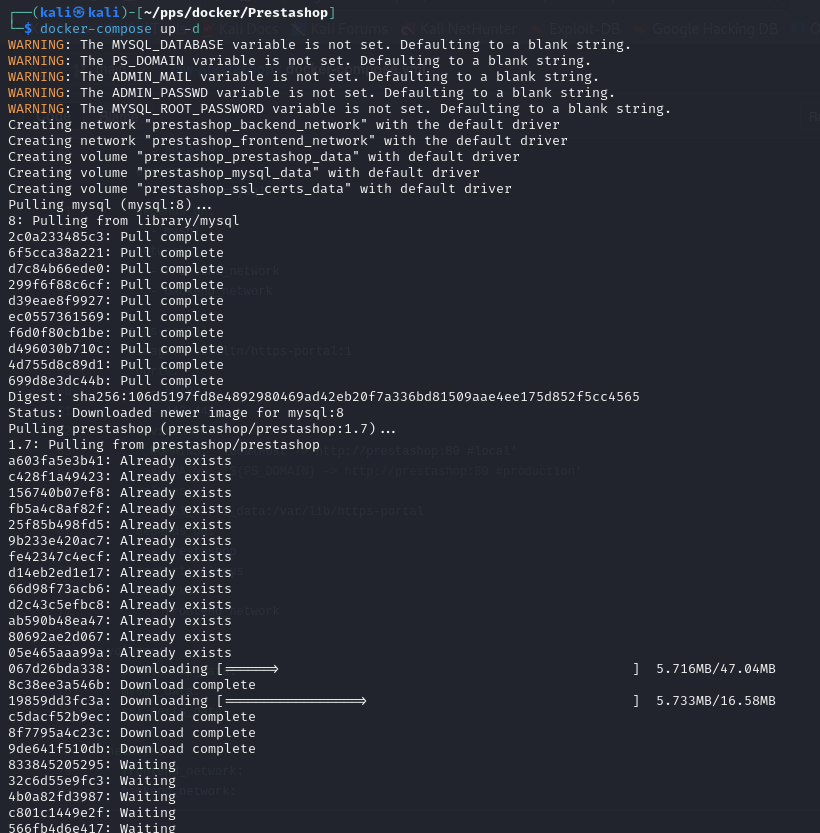 ┌──(kali㉿kali)-[~/pps/docker/Prestashop]
└─$ docker-compose up -d
WARNING: The MYSQL_DATABASE variable is not set. Defaulting to a blank string.
WARNING: The PS_DOMAIN variable is not set. Defaulting to a blank string.
WARNING: The ADMIN_MAIL variable is not set. Defaulting to a blank string.
WARNING: The ADMIN_PASSWD variable is not set. Defaulting to a blank string.
WARNING: The MYSQL_ROOT_PASSWORD variable is not set. Defaulting to a blank string.
Creating network "prestashop_backend_network" with the default driver
Creating network "prestashop_frontend_network" with the default driver
Creating volume "prestashop_prestashop_data" with default driver
Creating volume "prestashop_mysql_data" with default driver
Creating volume "prestashop_ssl_certs_data" with default driver
Pulling mysql (mysql:8)...
8: Pulling from library/mysql
2c0a233485c3: Pull complete
6f5cca38a221: Pull complete
d7c84b66ede0: Pull complete
299f6f88c6cf: Pull complete
d39eae8f9927: Pull complete
ec0557361569: Pull complete
f6d0f80cb1be: Pull complete
d496030b710c: Pull complete
4d755d8c89d1: Pull complete
699d8e3dc44b: Pull complete
Digest: sha256:106d5197fd8e4892980469ad42eb20f7a336bd81509aae4ee175d852f5cc4565
Status: Downloaded newer image for mysql:8
Pulling prestashop (prestashop/prestashop:1.7)...
1.7: Pulling from prestashop/prestashop
a603fa5e3b41: Already exists
c428f1a49423: Already exists
156740b07ef8: Already exists
fb5a4c8af82f: Already exists
25f85b498fd5: Already exists
9b233e420ac7: Already exists
fe42347c4ecf: Already exists
d14eb2ed1e17: Already exists
66d98f73acb6: Already exists
d2c43c5efbc8: Already exists
ab590b48ea47: Already exists
80692ae2d067: Already exists
05e465aaa99a: Already exists
067d26bda338: Downloading [======>                                            ]  5.716MB/47.04MB
8c38ee3a546b: Download complete
19859dd3fc3a: Downloading [=================>                                 ]  5.733MB/16.58MB
c5dacf52b9ec: Download complete
8f7795a4c23c: Download complete
9de641f510db: Download complete
833845205295: Waiting
32c6d55e9fc3: Waiting
4b0a82fd3987: Waiting
c801c1449e2f: Waiting
566fb4d6e417: Waiting